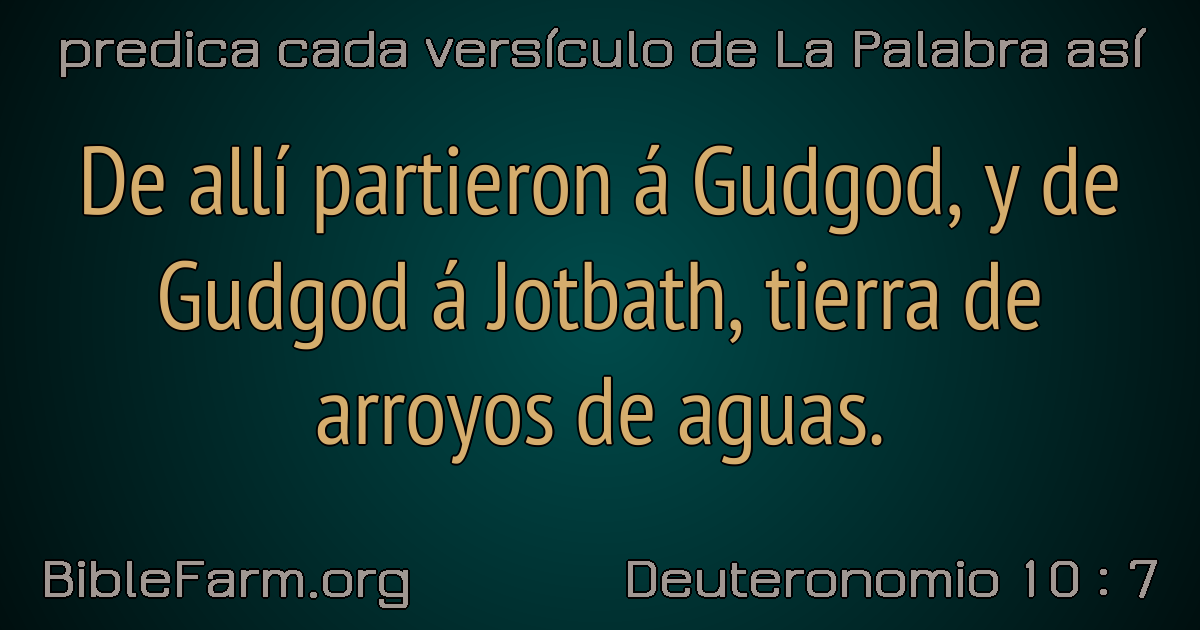 predica cada versículo de La Palabra así
De allí partieron á Gudgod, y de
Gudgod á Jotbath, tierra de
arroyos de aguas.
BibleFarm.org
Deuteronomio 10 : 7